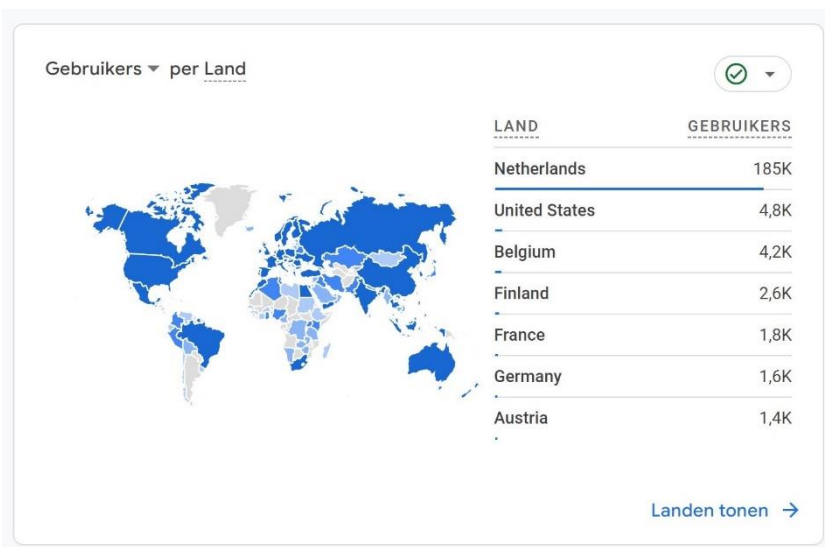 Gebruikers per Land
LAND GEBRUIKERS
Netherlands 185K
United States 4,8K
Belgium 4,2K
Finland 2,6K
France 1,8K
Germany 1,6K
Austria 1,4K
Landen tonen